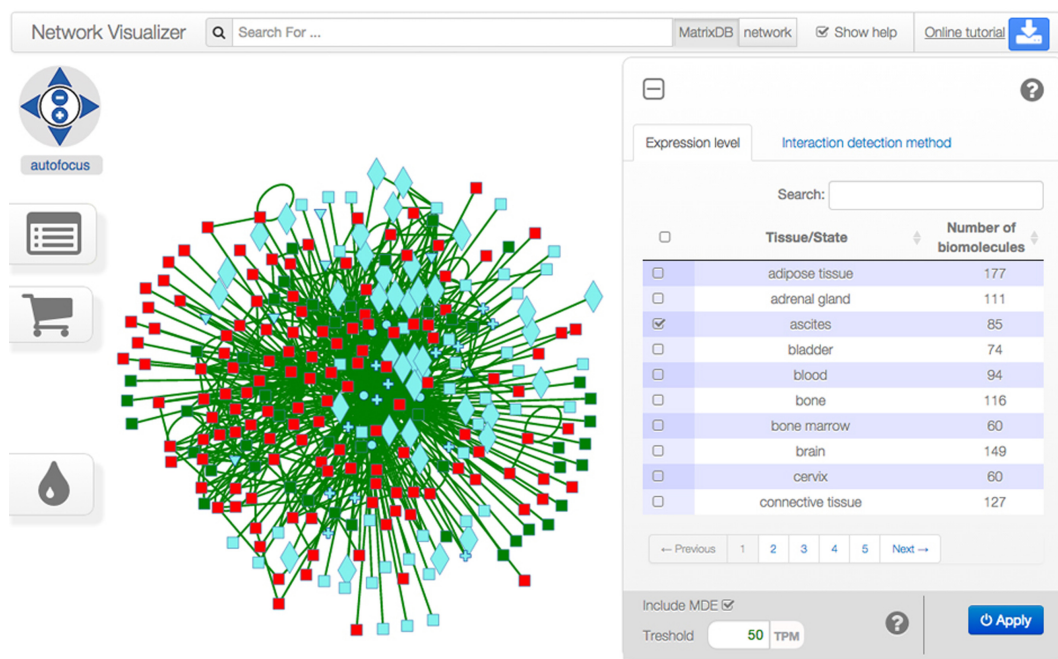 Network Visualizer Search For ... MatrixDB network Show help Online tutorial
autofocus
Expression level Interaction detection method
Search:
Tissue/State Number of biomolecules
adipose tissue 177
adrenal gland 111
ascites 85
bladder 74
blood 94
bone 116
bone marrow 60
brain 149
cervix 60
connective tissue 127
← Previous 1 2 3 4 5 Next →
Include MDE
Treshold 50 TPM
Apply